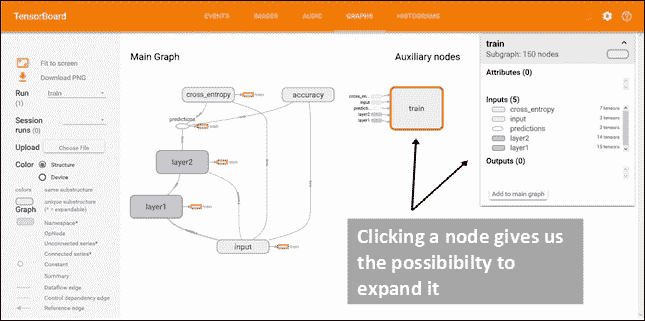 TensorBoard
EVENTS IMAGES AUDIO GRAPHS HISTOGRAMS
Fit to screen
Download PNG
Run train
(1)
Session
runs (0)
Upload Choose File
Color Structure
Device
colors same substructure
unique substructure
Graph (* = expandable)
Namespace*
OpNode
Unconnected series*
Connected series*
Constant
Summary
Dataflow edge
Control dependency edge
Reference edge
Main Graph
cross_entropy train
accuracy
predictions
train
layer2 train
layer1 train
input train
Auxiliary nodes
cross_en...
input
predicti...
layer2
layer1
train
train
Subgraph: 150 nodes
Attributes (0)
Inputs (5)
cross_entropy 7 tensors
input 3 tensors
predictions 3 tensors
layer2 14 tensors
layer1 15 tensors
Outputs (0)
Add to main graph
Clicking a node gives us
the possibibilty to
expand it